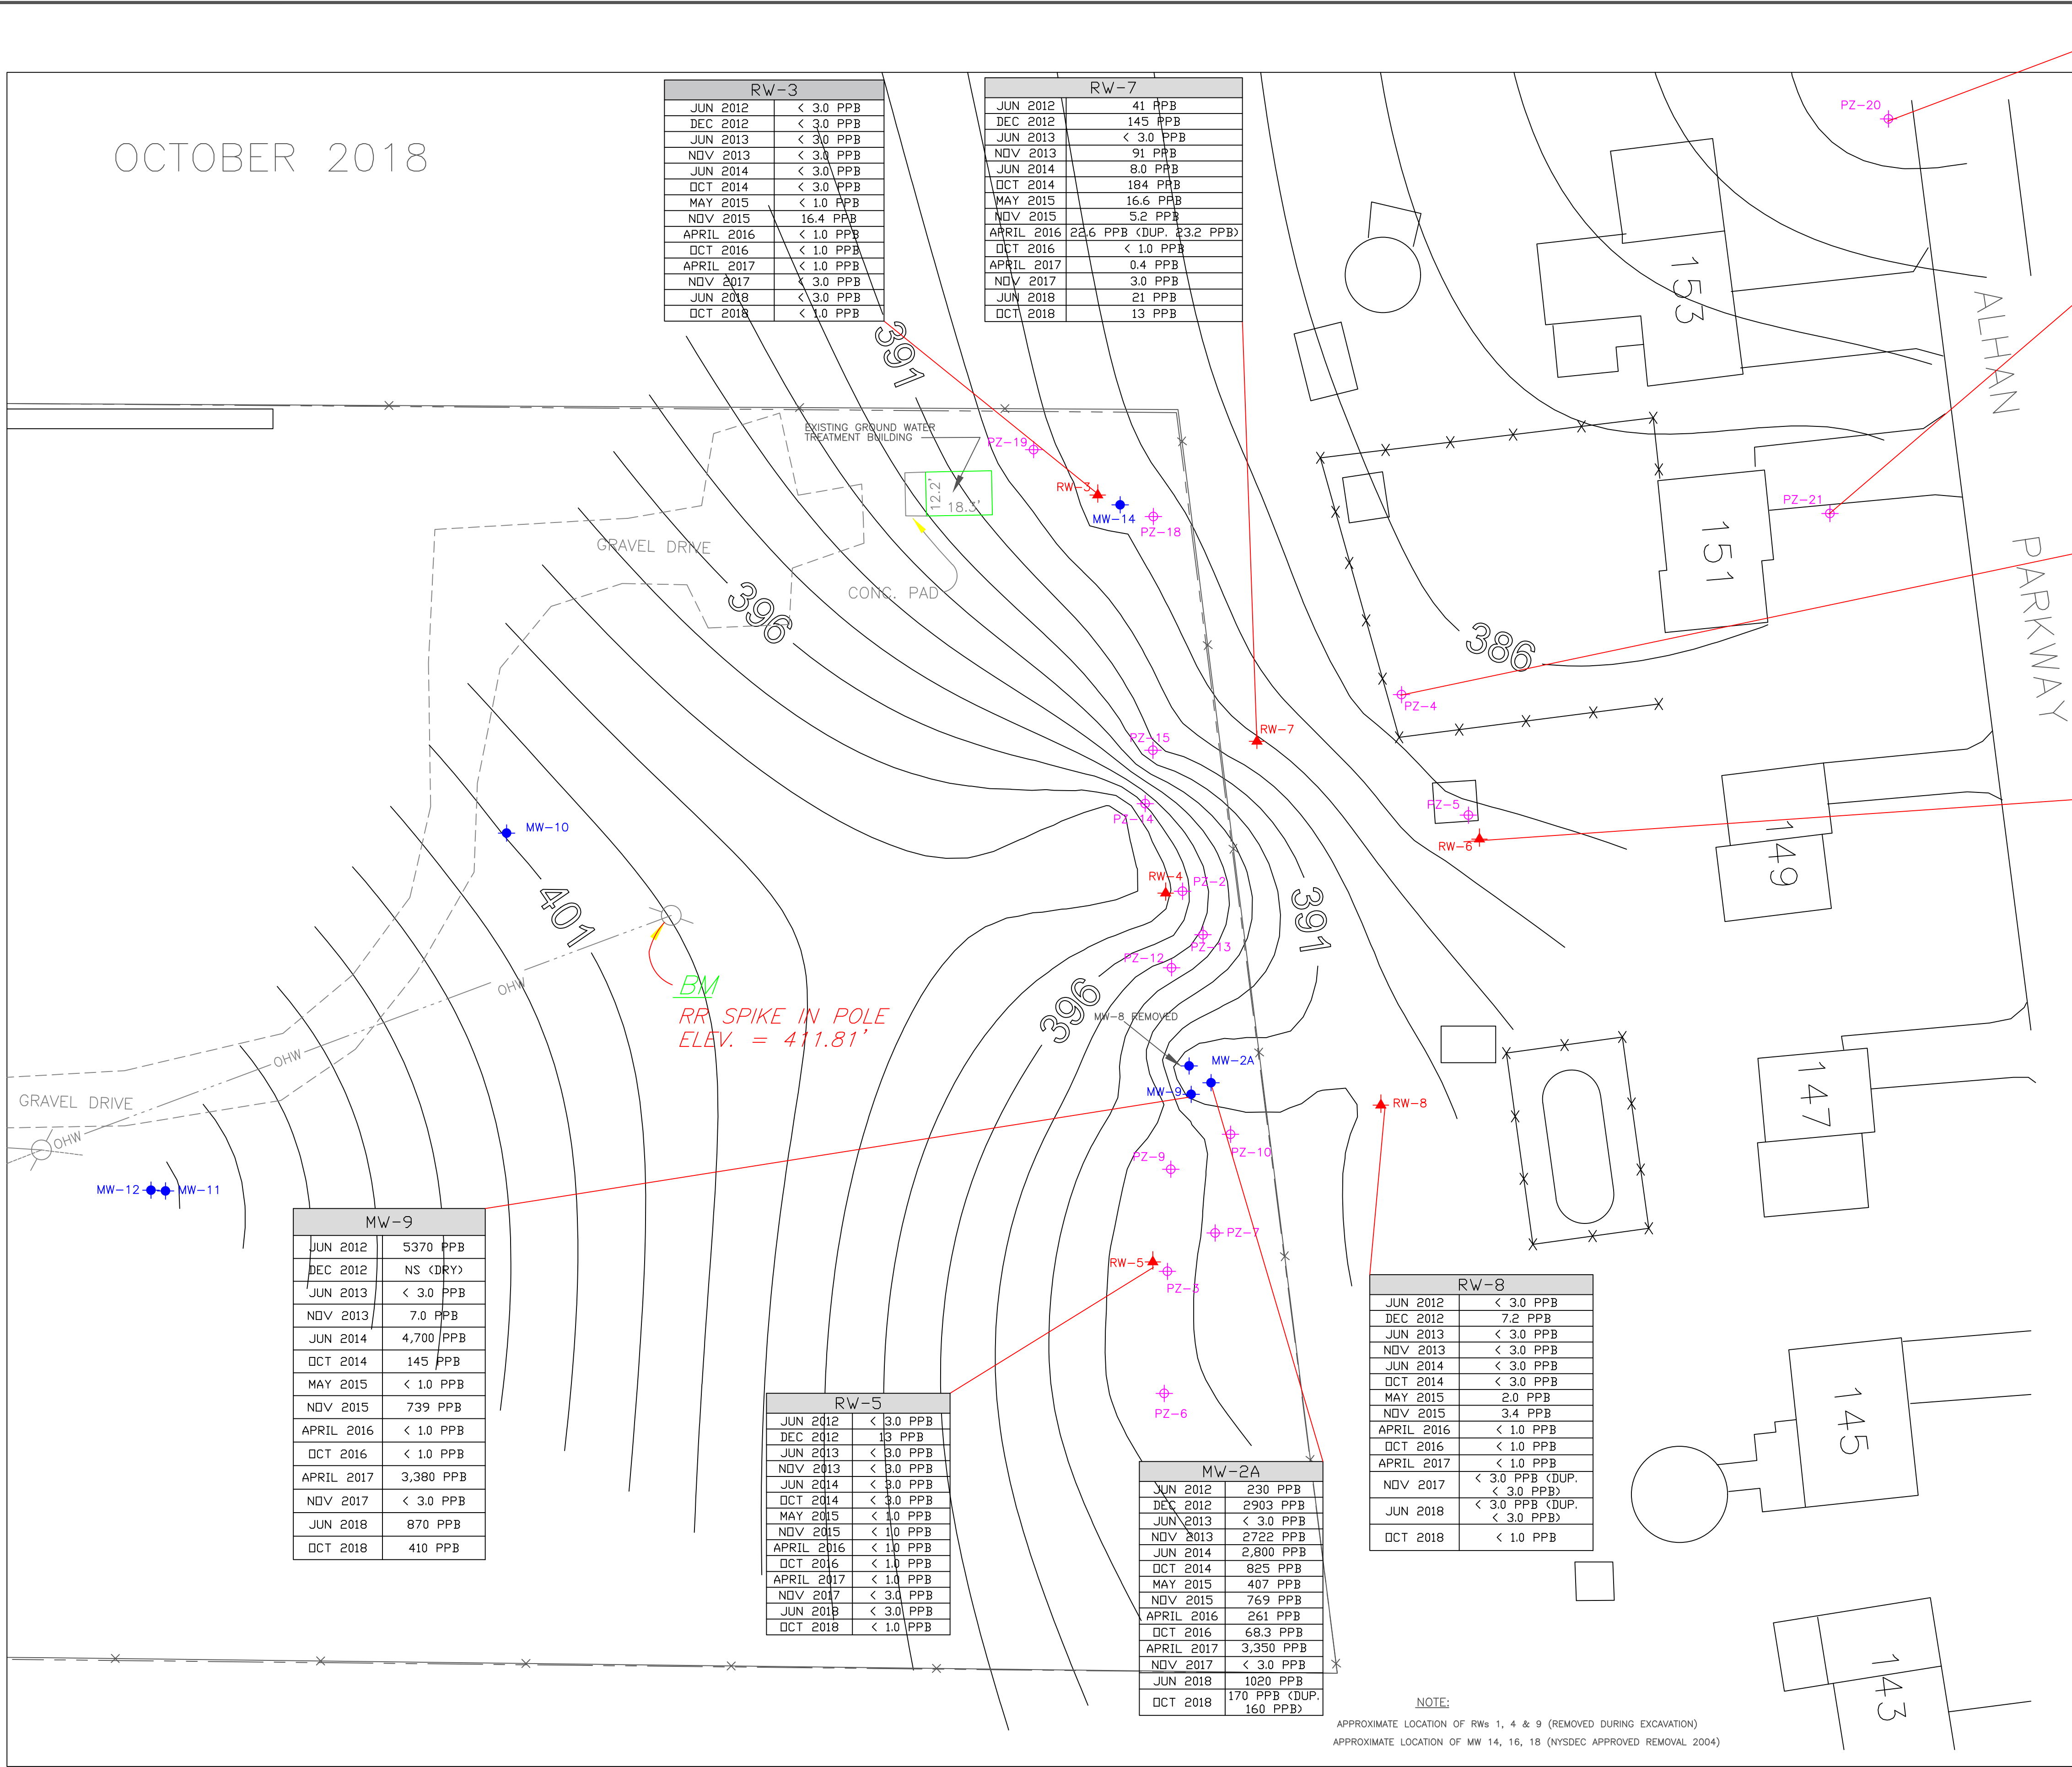 OCTOBER 2018
RW-3
JUN 2012 < 3.0 PPB
DEC 2012 < 3.0 PPB
JUN 2013 < 3.0 PPB
NOV 2013 < 3.0 PPB
JUN 2014 < 3.0 PPB
OCT 2014 < 3.0 PPB
MAY 2015 < 1.0 PPB
NOV 2015 16.4 PPB
APRIL 2016 < 1.0 PPB
OCT 2016 < 1.0 PPB
APRIL 2017 < 1.0 PPB
NOV 2017 < 3.0 PPB
JUN 2018 < 3.0 PPB
OCT 2018 < 1.0 PPB
RW-7
JUN 2012 41 PPB
DEC 2012 145 PPB
JUN 2013 < 3.0 PPB
NOV 2013 91 PPB
JUN 2014 8.0 PPB
OCT 2014 184 PPB
MAY 2015 16.6 PPB
NOV 2015 5.2 PPB
APRIL 2016 22.6 PPB (DUP. 23.2 PPB)
OCT 2016 < 1.0 PPB
APRIL 2017 0.4 PPB
NOV 2017 3.0 PPB
JUN 2018 21 PPB
OCT 2018 13 PPB
PZ-20
153
ALHAN
PARKWAY
391
EXISTING GROUND WATER
TREATMENT BUILDING
12.2'
18.3'
PZ-19
RW-3
MW-14
PZ-18
PZ-21
151
GRAVEL DRIVE
CONC. PAD
396
386
PZ-4
RW-7
PZ-15
PZ-14
PZ-5
RW-6
149
MW-10
401
RW-4
PZ-2
391
PZ-13
PZ-12
OHW
BM
RR SPIKE IN POLE
ELEV. = 411.81'
396
MW-8 REMOVED
MW-2A
MW-9
RW-8
OHW
GRAVEL DRIVE
OHW
147
PZ-10
PZ-9
MW-12
MW-11
PZ-7
RW-5
PZ-3
PZ-6
MW-9
JUN 2012 5370 PPB
DEC 2012 NS (DRY)
JUN 2013 < 3.0 PPB
NOV 2013 7.0 PPB
JUN 2014 4,700 PPB
OCT 2014 145 PPB
MAY 2015 < 1.0 PPB
NOV 2015 739 PPB
APRIL 2016 < 1.0 PPB
OCT 2016 < 1.0 PPB
APRIL 2017 3,380 PPB
NOV 2017 < 3.0 PPB
JUN 2018 870 PPB
OCT 2018 410 PPB
RW-5
JUN 2012 < 3.0 PPB
DEC 2012 13 PPB
JUN 2013 < 3.0 PPB
NOV 2013 < 3.0 PPB
JUN 2014 < 3.0 PPB
OCT 2014 < 3.0 PPB
MAY 2015 < 1.0 PPB
NOV 2015 < 1.0 PPB
APRIL 2016 < 1.0 PPB
OCT 2016 < 1.0 PPB
APRIL 2017 < 1.0 PPB
NOV 2017 < 3.0 PPB
JUN 2018 < 3.0 PPB
OCT 2018 < 1.0 PPB
MW-2A
JUN 2012 230 PPB
DEC 2012 2903 PPB
JUN 2013 < 3.0 PPB
NOV 2013 2722 PPB
JUN 2014 2,800 PPB
OCT 2014 825 PPB
MAY 2015 407 PPB
NOV 2015 769 PPB
APRIL 2016 261 PPB
OCT 2016 68.3 PPB
APRIL 2017 3,350 PPB
NOV 2017 < 3.0 PPB
JUN 2018 1020 PPB
OCT 2018 170 PPB (DUP.
160 PPB)
RW-8
JUN 2012 < 3.0 PPB
DEC 2012 7.2 PPB
JUN 2013 < 3.0 PPB
NOV 2013 < 3.0 PPB
JUN 2014 < 3.0 PPB
OCT 2014 < 3.0 PPB
MAY 2015 2.0 PPB
NOV 2015 3.4 PPB
APRIL 2016 < 1.0 PPB
OCT 2016 < 1.0 PPB
APRIL 2017 < 1.0 PPB
NOV 2017 < 3.0 PPB (DUP.
< 3.0 PPB)
JUN 2018 < 3.0 PPB (DUP.
< 3.0 PPB)
OCT 2018 < 1.0 PPB
145
143
NOTE:
APPROXIMATE LOCATION OF RWs 1, 4 & 9 (REMOVED DURING EXCAVATION)
APPROXIMATE LOCATION OF MW 14, 16, 18 (NYSDEC APPROVED REMOVAL 2004)